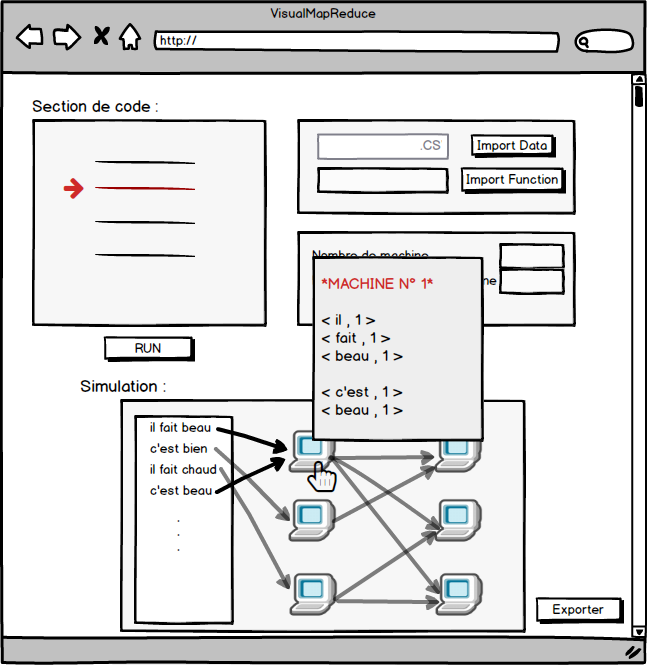 VisualMapReduce
http://
Section de code :
.CS
Import Data
Import Function
Nombre de machine
me
RUN
*MACHINE N° 1*
< il , 1 >
< fait , 1 >
< beau , 1 >
< c'est , 1 >
< beau , 1 >
Simulation :
il fait beau
c'est bien
il fait chaud
c'est beau
.
.
.
Exporter